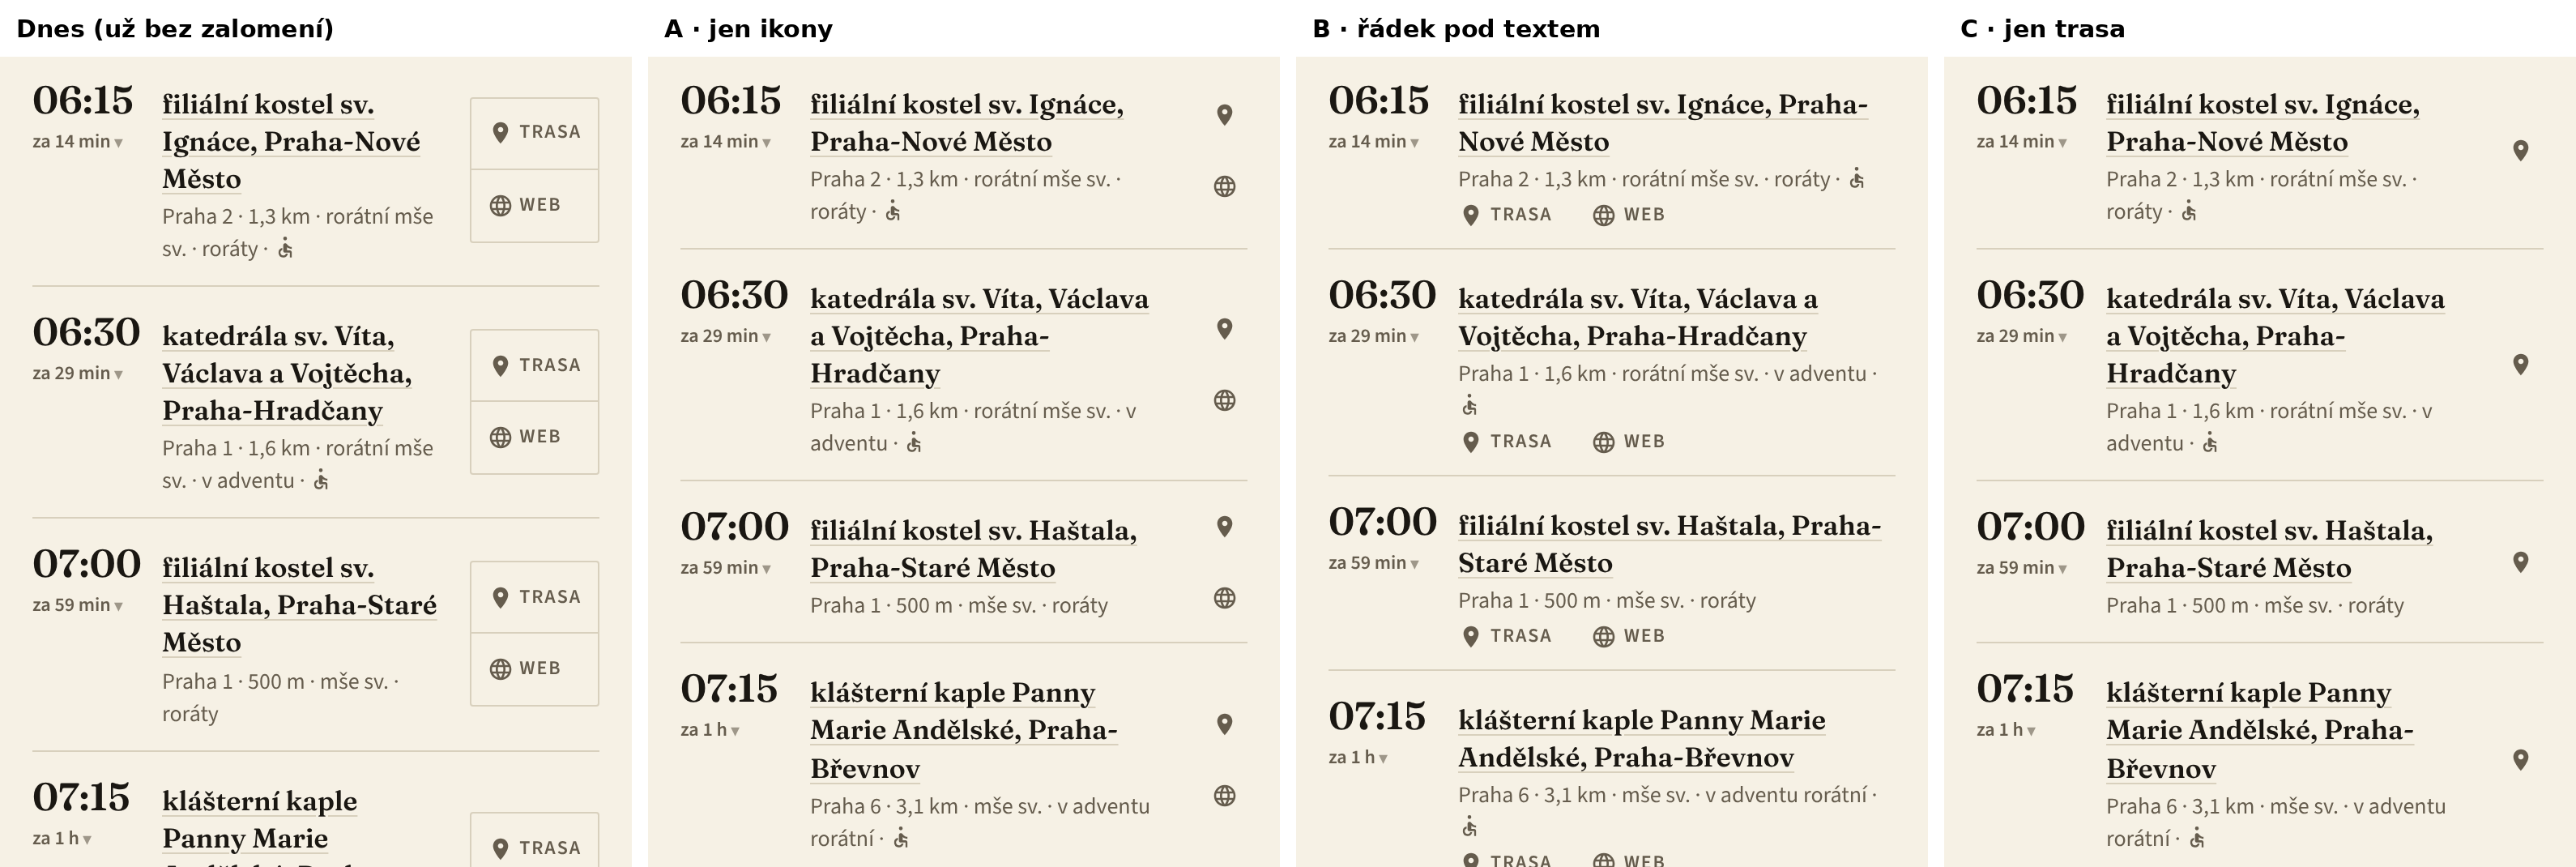 Dnes (už bez zalomení)
06:15
za 14 min ▾
filiální kostel sv.
Ignáce, Praha-Nové
Město
Praha 2 · 1,3 km · rorátní mše
sv. · roráty ·
TRASA
WEB
06:30
za 29 min ▾
katedrála sv. Víta,
Václava a Vojtěcha,
Praha-Hradčany
Praha 1 · 1,6 km · rorátní mše
sv. · v adventu ·
TRASA
WEB
07:00
za 59 min ▾
filiální kostel sv.
Haštala, Praha-Staré
Město
Praha 1 · 500 m · mše sv. ·
roráty
TRASA
WEB
07:15
za 1 h ▾
klášterní kaple
Panny Marie
TRASA
A · jen ikony
06:15
za 14 min ▾
filiální kostel sv. Ignáce,
Praha-Nové Město
Praha 2 · 1,3 km · rorátní mše sv. ·
roráty ·
06:30
za 29 min ▾
katedrála sv. Víta, Václava
a Vojtěcha, Praha-
Hradčany
Praha 1 · 1,6 km · rorátní mše sv. · v
adventu ·
07:00
za 59 min ▾
filiální kostel sv. Haštala,
Praha-Staré Město
Praha 1 · 500 m · mše sv. · roráty
07:15
za 1 h ▾
klášterní kaple Panny
Marie Andělské, Praha-
Břevnov
Praha 6 · 3,1 km · mše sv. · v adventu
rorátní ·
B · řádek pod textem
06:15
za 14 min ▾
filiální kostel sv. Ignáce, Praha-
Nové Město
Praha 2 · 1,3 km · rorátní mše sv. · roráty ·
TRASA WEB
06:30
za 29 min ▾
katedrála sv. Víta, Václava a
Vojtěcha, Praha-Hradčany
Praha 1 · 1,6 km · rorátní mše sv. · v adventu ·
TRASA WEB
07:00
za 59 min ▾
filiální kostel sv. Haštala, Praha-
Staré Město
Praha 1 · 500 m · mše sv. · roráty
TRASA WEB
07:15
za 1 h ▾
klášterní kaple Panny Marie
Andělské, Praha-Břevnov
Praha 6 · 3,1 km · mše sv. · v adventu rorátní ·
TRASA WEB
C · jen trasa
06:15
za 14 min ▾
filiální kostel sv. Ignáce,
Praha-Nové Město
Praha 2 · 1,3 km · rorátní mše sv. ·
roráty ·
06:30
za 29 min ▾
katedrála sv. Víta, Václava
a Vojtěcha, Praha-
Hradčany
Praha 1 · 1,6 km · rorátní mše sv. · v
adventu ·
07:00
za 59 min ▾
filiální kostel sv. Haštala,
Praha-Staré Město
Praha 1 · 500 m · mše sv. · roráty
07:15
za 1 h ▾
klášterní kaple Panny
Marie Andělské, Praha-
Břevnov
Praha 6 · 3,1 km · mše sv. · v adventu
rorátní ·